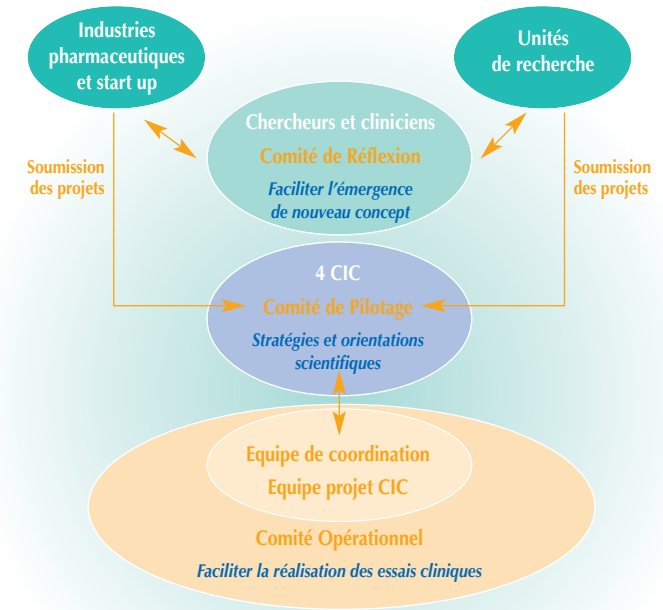 Industries
pharmaceutiques
et start up
Unités
de recherche
Chercheurs et cliniciens
Comité de Réflexion
Faciliter l'émergence
de nouveau concept
Soumission
des projets
Soumission
des projets
4 CIC
Comité de Pilotage
Stratégies et orientations
scientifiques
Equipe de coordination
Equipe projet CIC
Comité Opérationnel
Faciliter la réalisation des essais cliniques